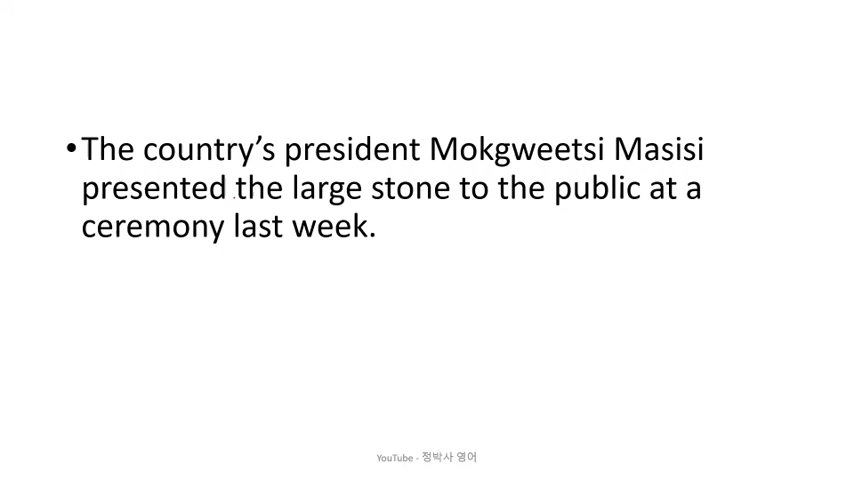 •The country’s president Mokgweetsi Masisi
presented the large stone to the public at a
ceremony last week.
YouTube - 정박사 영어